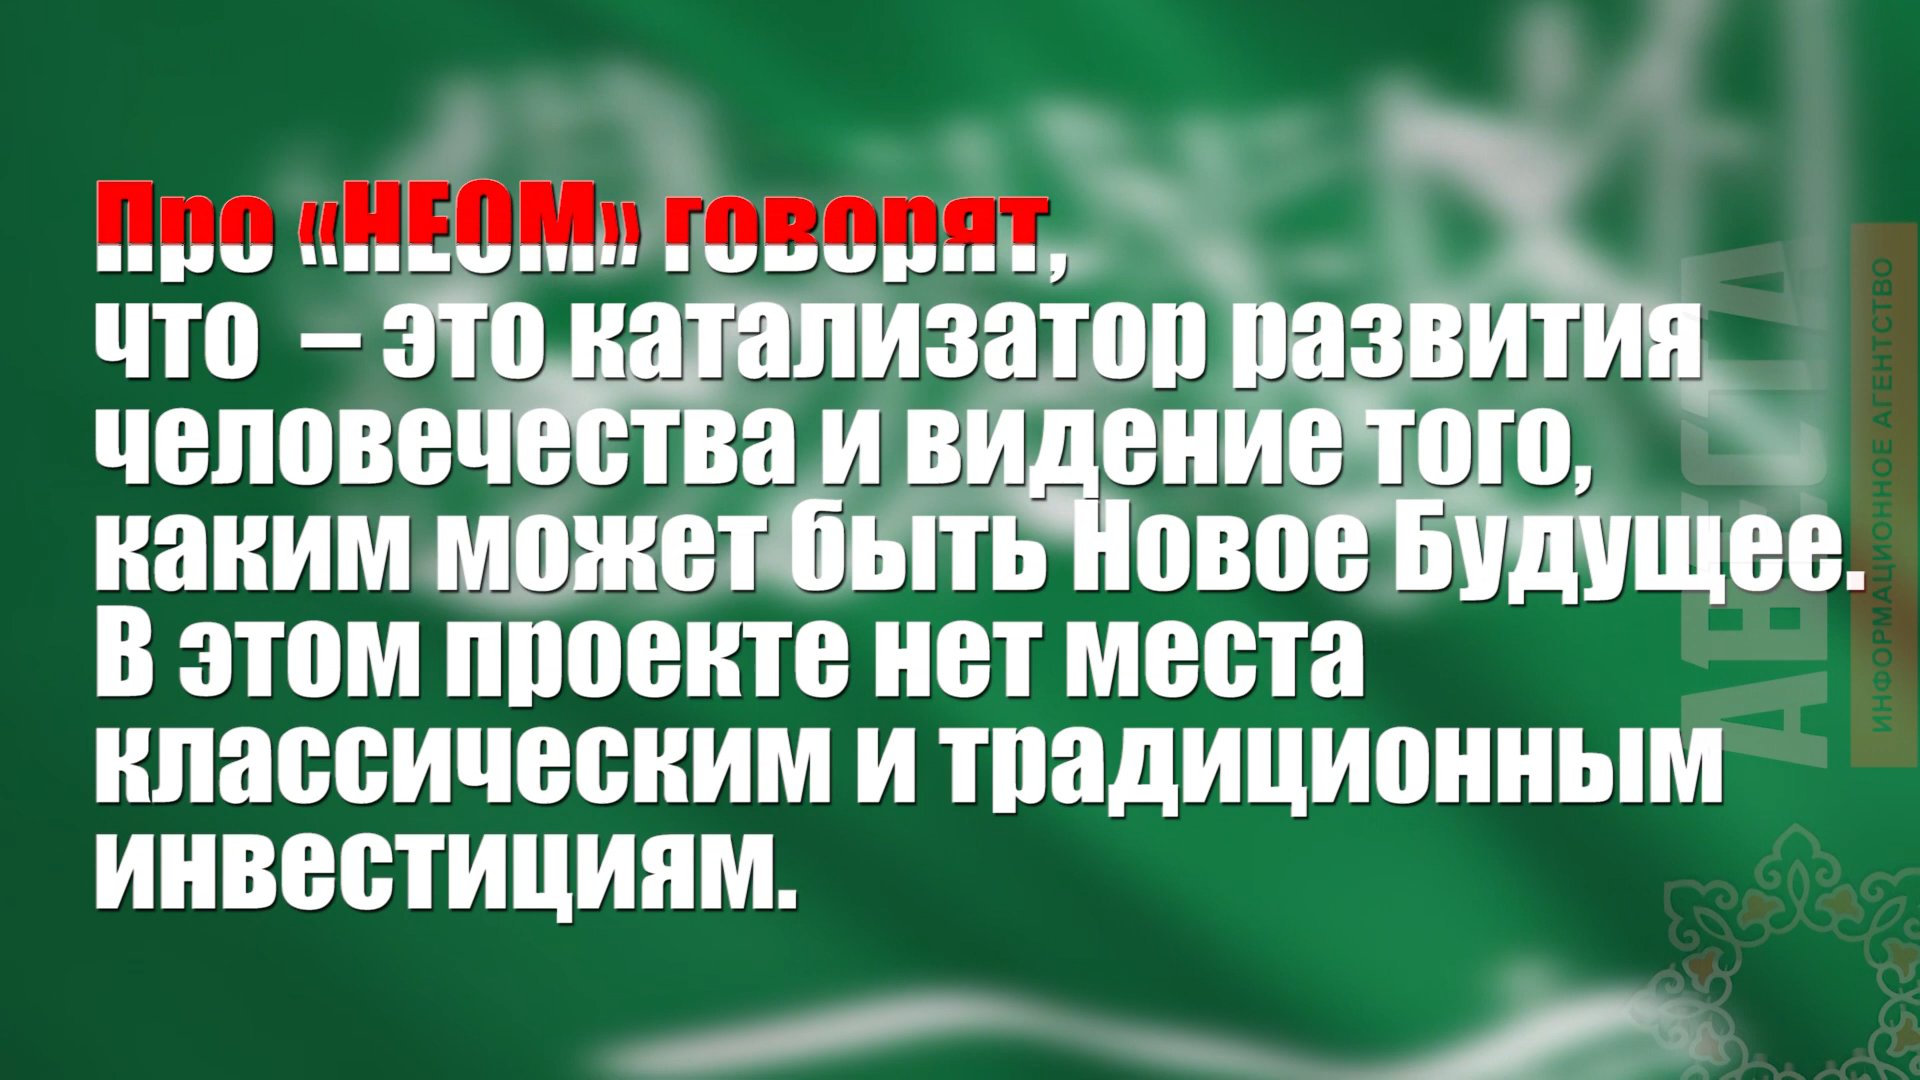 Про «НЕОМ» говорят,
что – это катализатор развития
человечества и видение того,
каким может быть Новое Будущее.
В этом проекте нет места
классическим и традиционным
инвестициям.
АВЕСТА
ИНФОРМАЦИОННОЕ АГЕНТСТВО